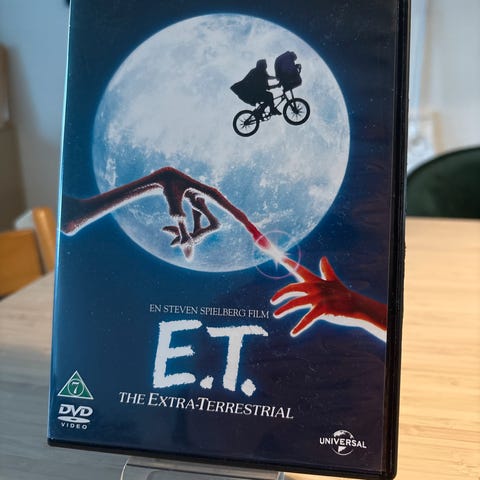 EN STEVEN SPIELBERG FILM
E.T.
THE EXTRA-TERRESTRIAL
7
DVD
VIDEO
UNIVERSAL